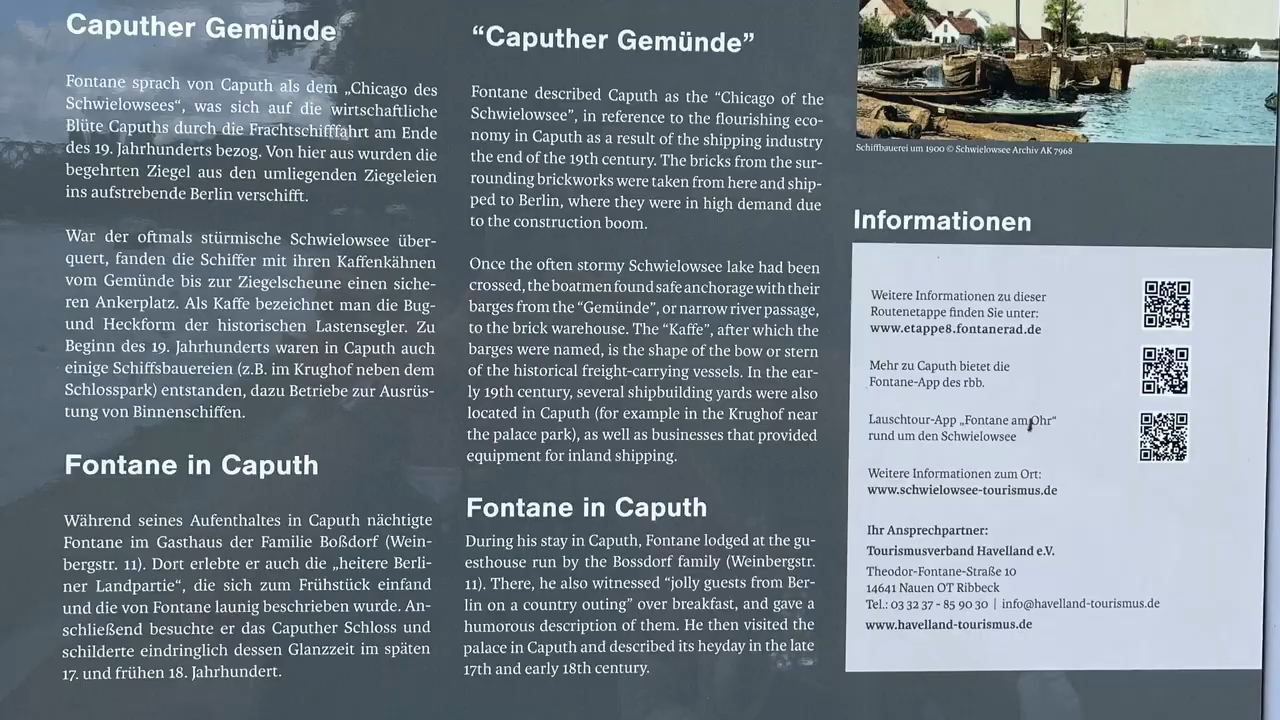 Caputher Gemünde
Fontane sprach von Caputh als dem „Chicago des
Schwielowsees“, was sich auf die wirtschaftliche
Blüte Capuths durch die Frachtschifffahrt am Ende
des 19. Jahrhunderts bezog. Von hier aus wurden die
begehrten Ziegel aus den umliegenden Ziegeleien
ins aufstrebende Berlin verschifft.
War der oftmals stürmische Schwielowsee über-
quert, fanden die Schiffer mit ihren Kaffenkähnen
vom Gemünde bis zur Ziegelscheune einen siche-
ren Ankerplatz. Als Kaffe bezeichnet man die Bug-
und Heckform der historischen Lastensegler. Zu
Beginn des 19. Jahrhunderts waren in Caputh auch
einige Schiffsbauereien (z.B. im Krughof neben dem
Schlosspark) entstanden, dazu Betriebe zur Ausrüs-
tung von Binnenschiffen.
Fontane in Caputh
Während seines Aufenthaltes in Caputh nächtigte
Fontane im Gasthaus der Familie Boßdorf (Wein-
bergstr. 11). Dort erlebte er auch die „heitere Berli-
ner Landpartie“, die sich zum Frühstück einfand
und die von Fontane launig beschrieben wurde. An-
schließend besuchte er das Caputher Schloss und
schilderte eindringlich dessen Glanzzeit im späten
17. und frühen 18. Jahrhundert.
“Caputher Gemünde”
Fontane described Caputh as the “Chicago of the
Schwielowsee”, in reference to the flourishing eco-
nomy in Caputh as a result of the shipping industry
the end of the 19th century. The bricks from the sur-
rounding brickworks were taken from here and ship-
ped to Berlin, where they were in high demand due
to the construction boom.
Once the often stormy Schwielowsee lake had been
crossed, the boatmen found safe anchorage with their
barges from the “Gemünde”, or narrow river passage,
to the brick warehouse. The “Kaffe”, after which the
barges were named, is the shape of the bow or stern
of the historical freight-carrying vessels. In the ear-
ly 19th century, several shipbuilding yards were also
located in Caputh (for example in the Krughof near
the palace park), as well as businesses that provided
equipment for inland shipping.
Fontane in Caputh
During his stay in Caputh, Fontane lodged at the gu-
esthouse run by the Bossdorf family (Weinbergstr.
11). There, he also witnessed “jolly guests from Ber-
lin on a country outing” over breakfast, and gave a
humorous description of them. He then visited the
palace in Caputh and described its heyday in the late
17th and early 18th century.
Schiffbauerei um 1900 © Schwielowsee Archiv AK 7968
Informationen
Weitere Informationen zu dieser
Routenetappe finden Sie unter:
www.etappe8.fontanerad.de
Mehr zu Caputh bietet die
Fontane-App des rbb.
Lauschtour-App „Fontane am Ohr“
rund um den Schwielowsee
Weitere Informationen zum Ort:
www.schwielowsee-tourismus.de
Ihr Ansprechpartner:
Tourismusverband Havelland e.V.
Theodor-Fontane-Straße 10
14641 Nauen OT Ribbeck
Tel.: 03 32 37 - 85 90 30 | info@havelland-tourismus.de
www.havelland-tourismus.de